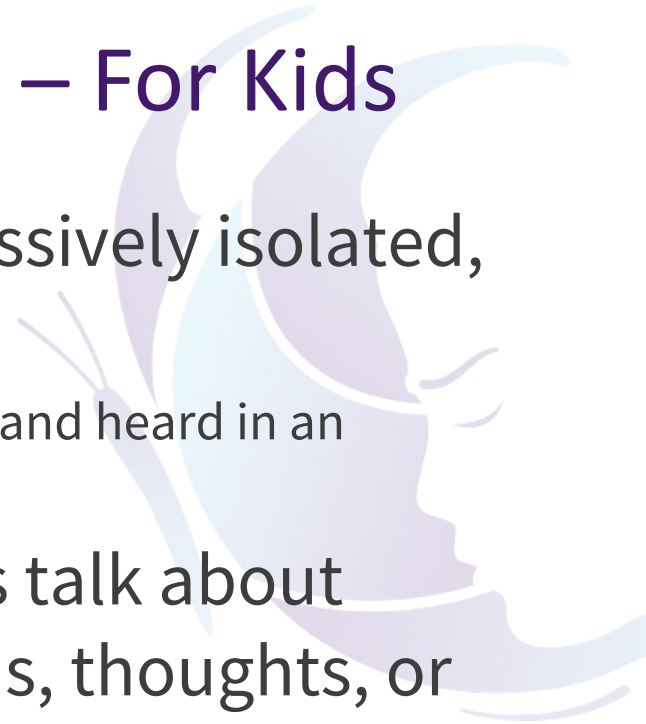 – For Kids
ssively isolated,
and heard in an
s talk about
s, thoughts, or